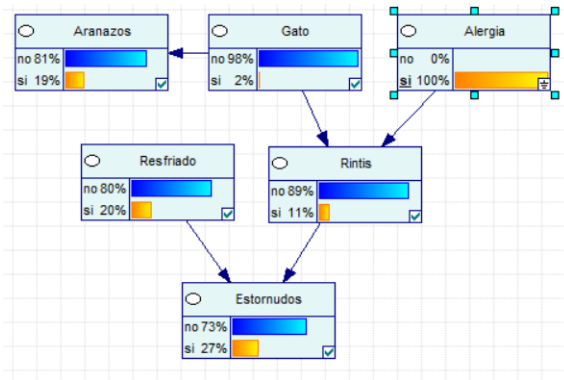 Aranazos
no 81%
si 19%
Gato
no 98%
si 2%
Alergia
no 0%
si 100%
Resfriado
no 80%
si 20%
Rintis
no 89%
si 11%
Estornudos
no 73%
si 27%